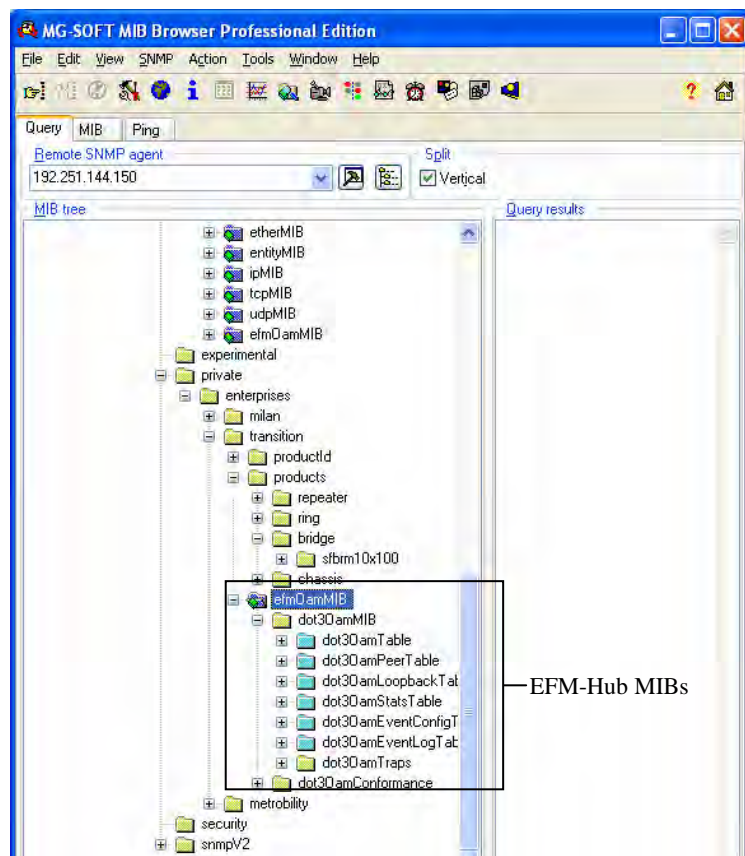 MG-SOFT MIB Browser Professional Edition
File Edit View SNMP Action Tools Window Help
Query MIB Ping
Remote SNMP agent
Split
192.251.144.150
Vertical
MIB tree
Query results
etherMIB
entityMIB
ipMIB
tcpMIB
udpMIB
efmOamMIB
experimental
private
enterprises
milan
transition
productId
products
repeater
ring
bridge
sfbrm10x100
chassis
efmOamMIB
dot3OamMIB
dot3OamTable
dot3OamPeerTable
dot3OamLoopbackTab
EFM-Hub MIBs
dot3OamStatsTable
dot3OamEventConfigT
dot3OamEventLogTab
dot3OamTraps
dot3OamConformance
metrobility
security
snmpV2